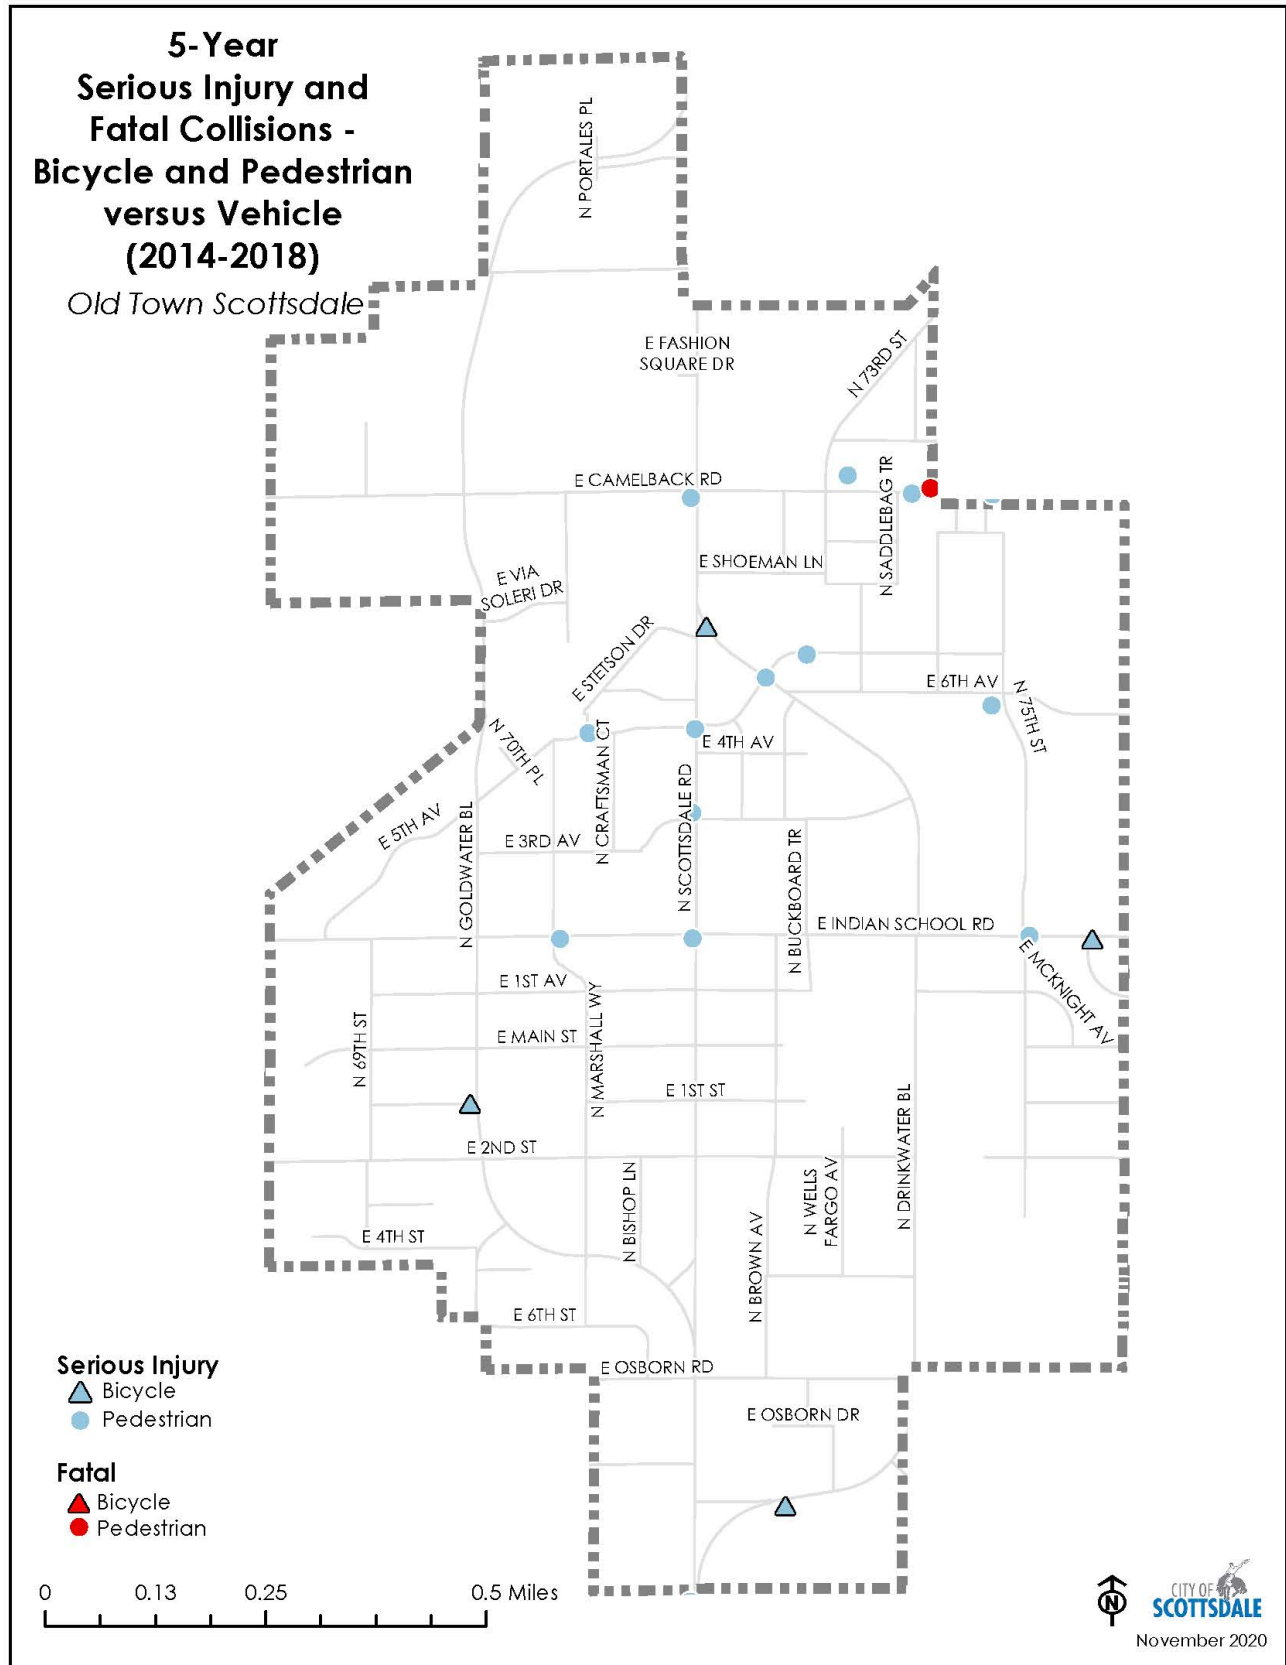 5-Year
Serious Injury and
Fatal Collisions -
Bicycle and Pedestrian
versus Vehicle
(2014-2018)
Old Town Scottsdale
N PORTALES PL
E FASHION
SQUARE DR
N 73RD ST
E CAMELBACK RD
N SADDLEBAG TR
E SHOEMAN LN
E VIA
SOLERI DR
E STETSON DR
E 6TH AV
N 75TH ST
N 70TH PL
E 4TH AV
N CRAFTSMAN CT
N SCOTTSDALE RD
E 5TH AV
N GOLDWATER BL
E 3RD AV
N BUCKBOARD TR
E INDIAN SCHOOL RD
E MCKNIGHT AV
E 1ST AV
N MARSHALL WY
E MAIN ST
N 69TH ST
E 1ST ST
N DRINKWATER BL
E 2ND ST
N BISHOP LN
N WELLS
FARGO AV
E 4TH ST
N BROWN AV
E 6TH ST
E OSBORN RD
E OSBORN DR
Serious Injury
Bicycle
Pedestrian
Fatal
Bicycle
Pedestrian
0 0.13 0.25 0.5 Miles
N
CITY OF
SCOTTSDALE
November 2020